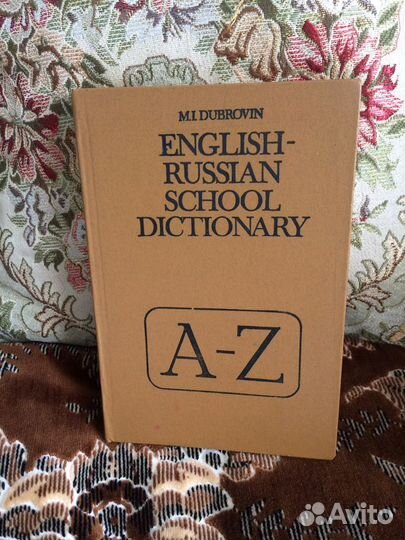 M.I. DUBROVIN
ENGLISH-
RUSSIAN
SCHOOL
DICTIONARY
A-Z
Avito